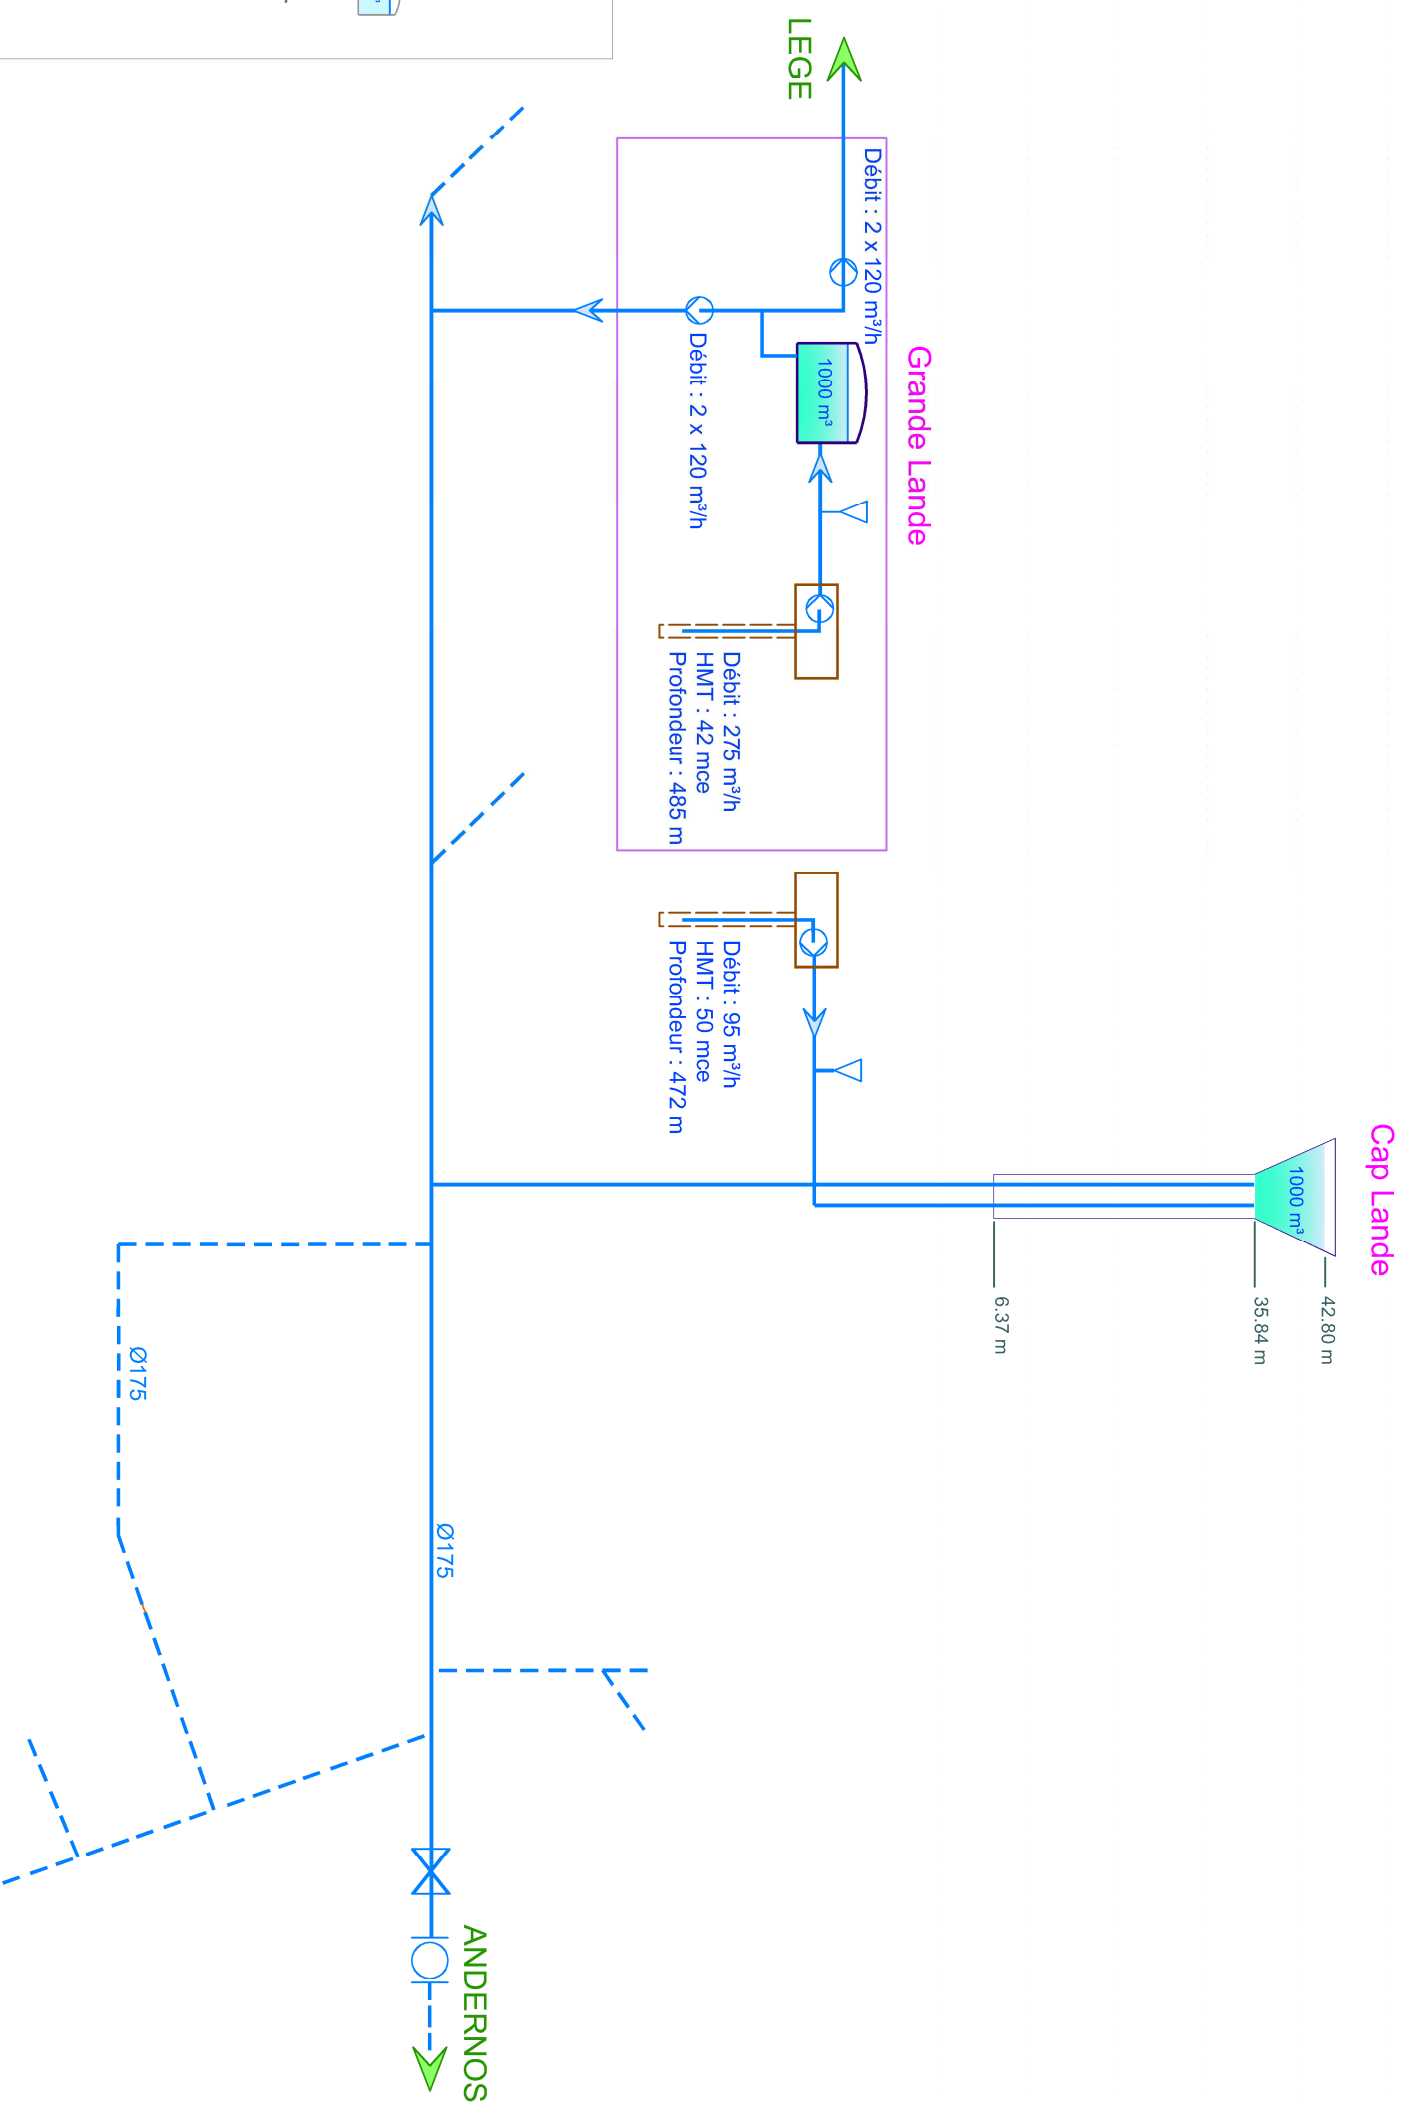 Cap Lande
1000 m³
42.80 m
35.84 m
6.37 m
Grande Lande
LEGE
Débit : 2 x 120 m³/h
1000 m³
Débit : 2 x 120 m³/h
Débit : 275 m³/h
HMT : 42 mce
Profondeur : 485 m
Débit : 95 m³/h
HMT : 50 mce
Profondeur : 472 m
Ø175
ANDERNOS
Ø175